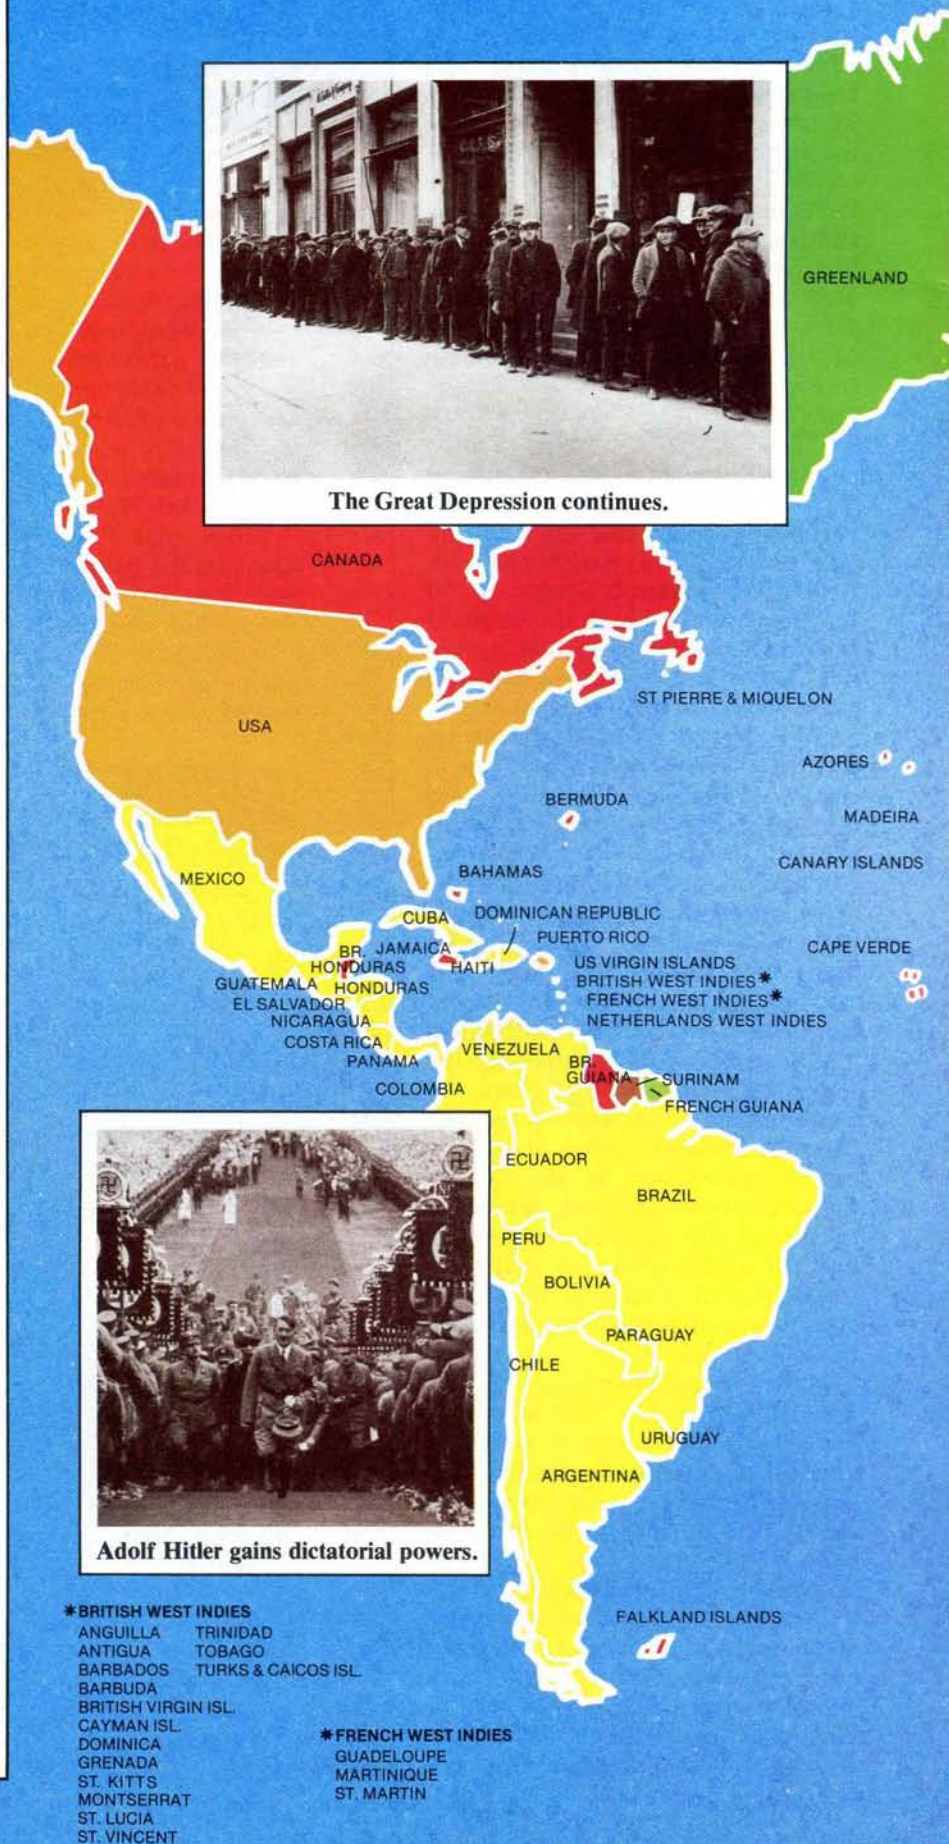 GREENLAND
The Great Depression continues.
CANADA
ST PIERRE & MIQUELON
USA
AZORES
BERMUDA
MADEIRA
CANARY ISLANDS
BAHAMAS
MEXICO
CUBA
DOMINICAN REPUBLIC
PUERTO RICO
CAPE VERDE
BR.
HONDURAS
JAMAICA
HAITI
US VIRGIN ISLANDS
BRITISH WEST INDIES*
FRENCH WEST INDIES*
NETHERLANDS WEST INDIES
GUATEMALA
HONDURAS
EL SALVADOR
NICARAGUA
COSTA RICA
PANAMA
VENEZUELA
COLOMBIA
BR.
GUIANA
SURINAM
FRENCH GUIANA
ECUADOR
BRAZIL
PERU
BOLIVIA
PARAGUAY
CHILE
URUGUAY
ARGENTINA
Adolf Hitler gains dictatorial powers.
FALKLAND ISLANDS
*BRITISH WEST INDIES
ANGUILLA
ANTIGUA
BARBADOS
BARBUDA
BRITISH VIRGIN ISL.
CAYMAN ISL.
DOMINICA
GRENADA
ST. KITTS
MONTSERRAT
ST. LUCIA
ST. VINCENT
TRINIDAD
TOBAGO
TURKS & CAICOS ISL.
*FRENCH WEST INDIES
GUADELOUPE
MARTINIQUE
ST. MARTIN